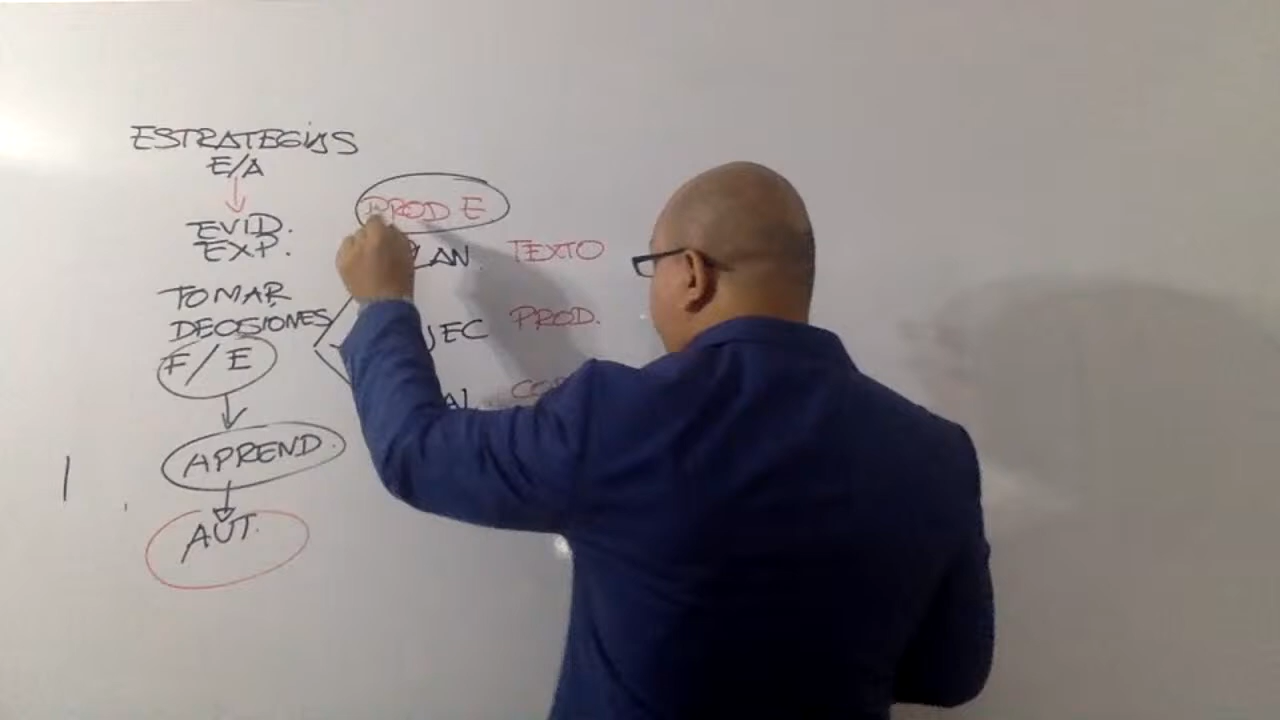 ESTRATEGIAS
E/A
EVID.
EXP.
TOMAR
DECISIONES
F/E
APREND.
AUT.
PROD E
TEXTO
PROD.